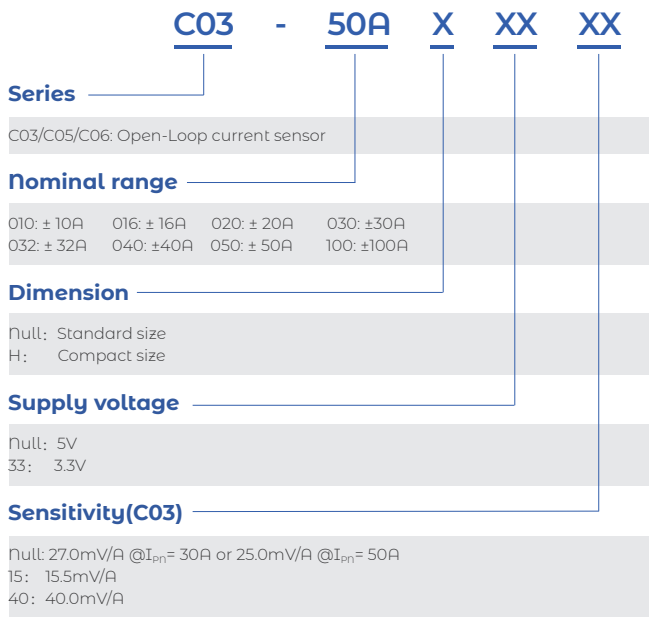 C03 - 50A X XX XX
Series
C03/C05/C06: Open-Loop current sensor
Nominal range
010: ± 10A 016: ± 16A 020: ± 20A 030: ±30A
032: ± 32A 040: ±40A 050: ± 50A 100: ±100A
Dimension
Null: Standard size
H: Compact size
Supply voltage
Null: 5V
33: 3.3V
Sensitivity(C03)
Null: 27.0mV/A @Iₚₙ= 30A or 25.0mV/A @Iₚₙ= 50A
15: 15.5mV/A
40: 40.0mV/A